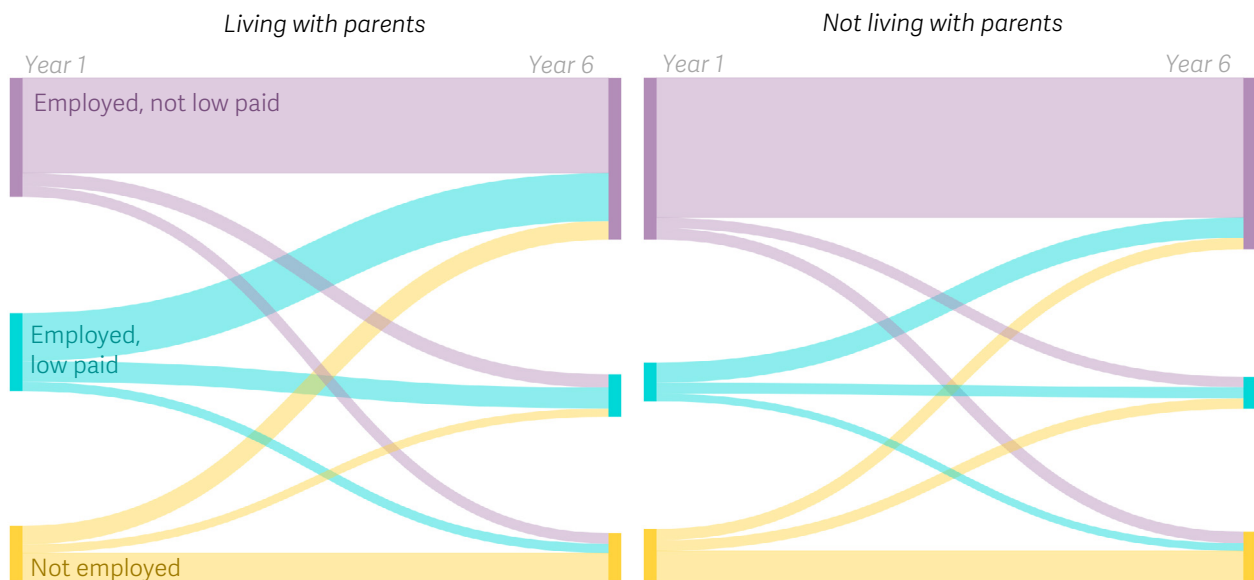 Living with parents
Not living with parents
Year 1
Year 6
Year 1
Year 6
Employed, not low paid
Employed,
low paid
Not employed